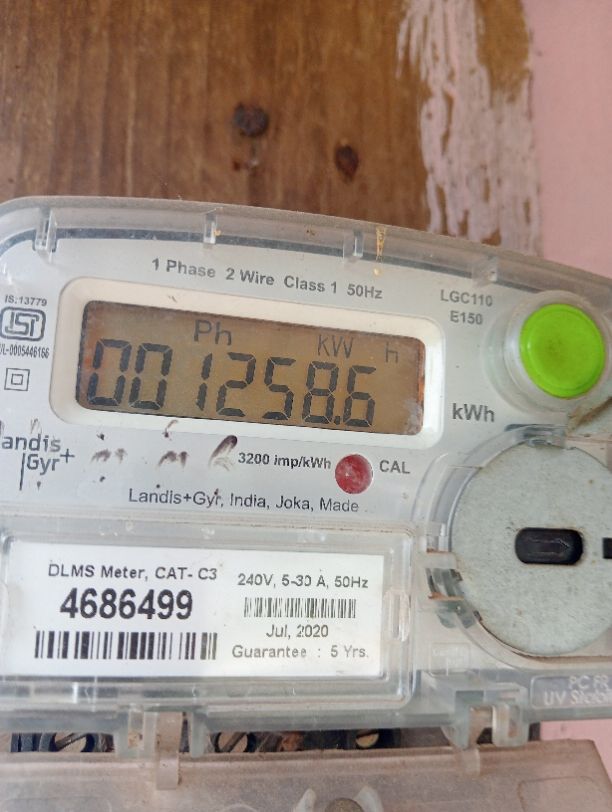 1 Phase 2 Wire Class 1 50Hz
LGC110
E150
IS:13779
ISI
Ph kW h
001258.6
kWh
Landis
Gyr+
3200 imp/kWh
CAL
Landis+Gyr, India, Joka, Made
DLMS Meter, CAT- C3
4686499
240V, 5-30 A, 50Hz
Jul, 2020
Guarantee : 5 Yrs.